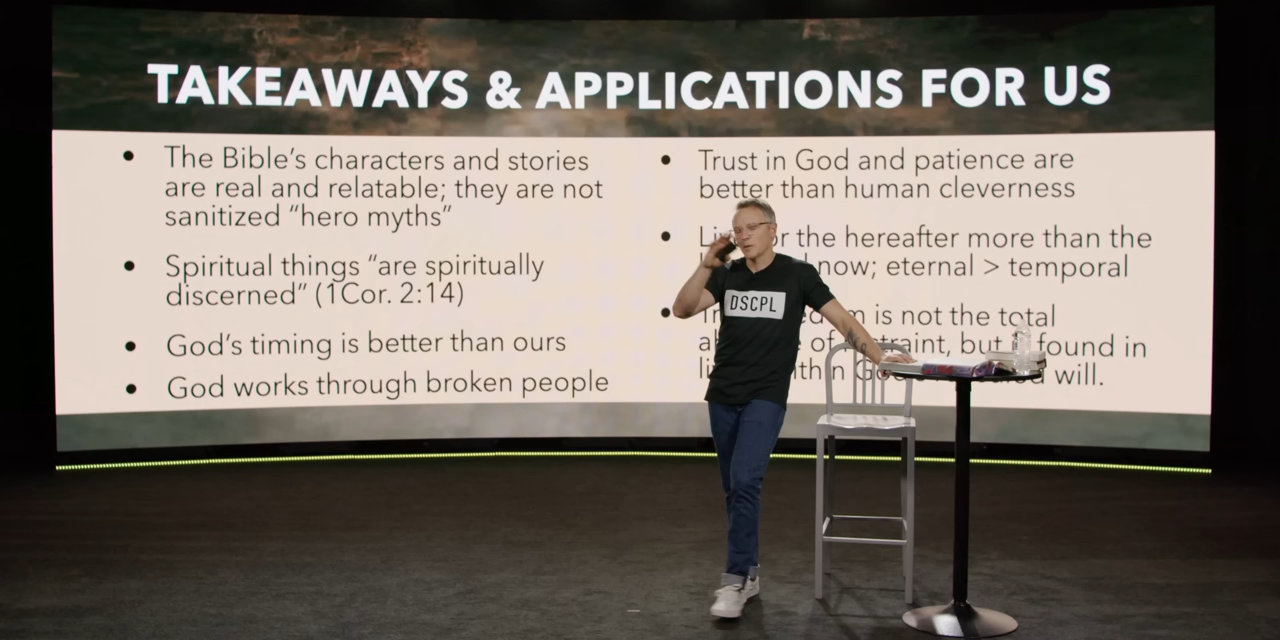 TAKEAWAYS & APPLICATIONS FOR US
• The Bible's characters and stories
are real and relatable; they are not
sanitized "hero myths"
• Spiritual things "are spiritually
discerned" (1Cor. 2:14)
• God's timing is better than ours
• God works through broken people
• Trust in God and patience are
better than human cleverness
• the hereafter more than the
now; eternal > temporal
• is not the total
of but found in
will.
DSCPL